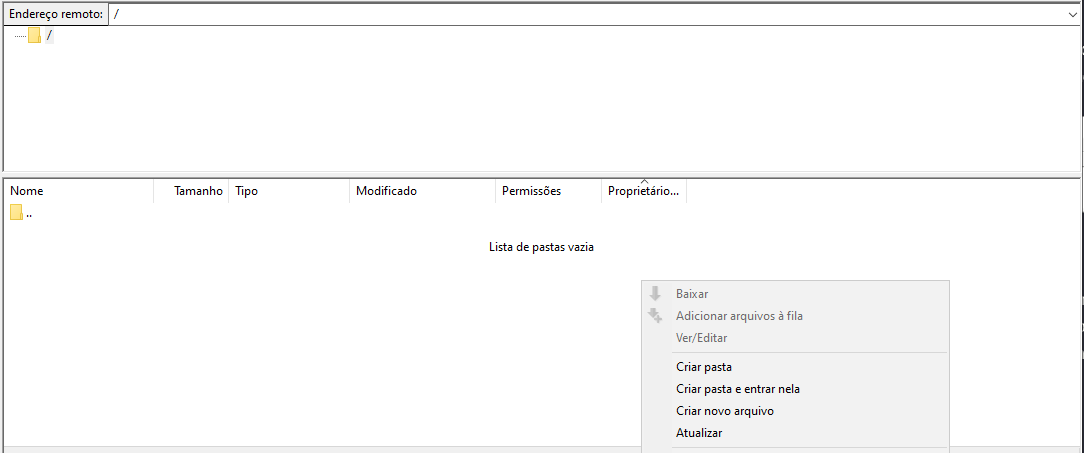 Endereço remoto: /
/
Nome Tamanho Tipo Modificado Permissões Proprietário...
..
Lista de pastas vazia
Baixar
Adicionar arquivos à fila
Ver/Editar
Criar pasta
Criar pasta e entrar nela
Criar novo arquivo
Atualizar